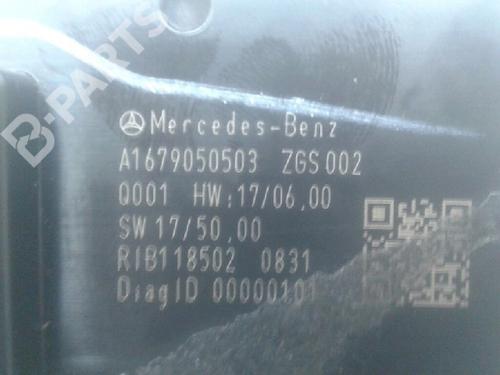 B-PARTS
Mercedes-Benz
A1679050503 ZGS 002
Q001 HW:17/06,00
SW 17/50,00
RIB118502 0831
DiagID 00000101